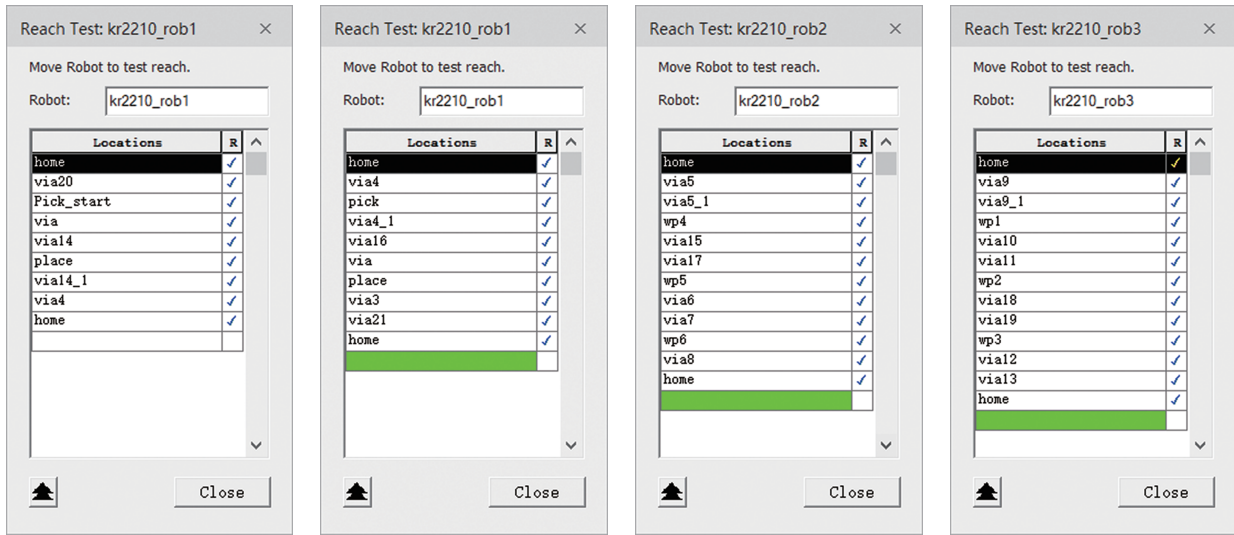 Reach Test: kr2210_rob1
Move Robot to test reach.
Robot: kr2210_rob1
Locations R
home
via20
Pick_start
via
via14
place
via14_1
via4
home
Close
Reach Test: kr2210_rob1
Move Robot to test reach.
Robot: kr2210_rob1
Locations R
home
via4
pick
via4_1
via16
via
place
via3
via21
home
Close
Reach Test: kr2210_rob2
Move Robot to test reach.
Robot: kr2210_rob2
Locations R
home
via5
via5_1
wp4
via15
via17
wp5
via6
via7
wp6
via8
home
Close
Reach Test: kr2210_rob3
Move Robot to test reach.
Robot: kr2210_rob3
Locations R
home
via9
via9_1
wp1
via10
via11
wp2
via18
via19
wp3
via12
via13
home
Close